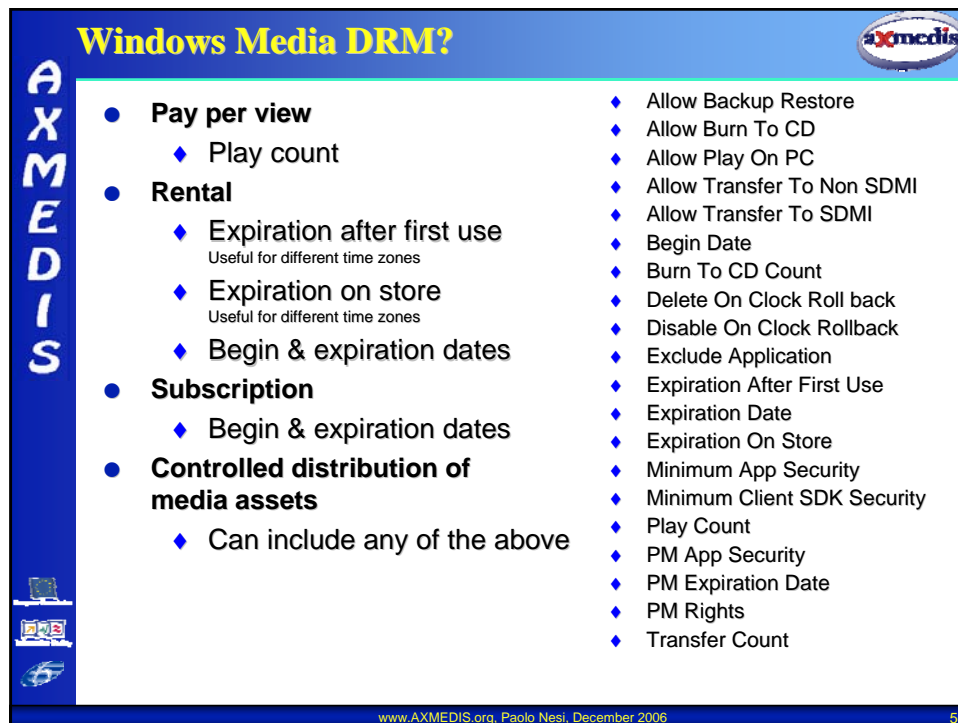 Windows Media DRM?
axmedis
AXMEDIS
● Pay per view
♦ Play count
● Rental
♦ Expiration after first use
Useful for different time zones
♦ Expiration on store
Useful for different time zones
♦ Begin & expiration dates
● Subscription
♦ Begin & expiration dates
● Controlled distribution of
media assets
♦ Can include any of the above
♦ Allow Backup Restore
♦ Allow Burn To CD
♦ Allow Play On PC
♦ Allow Transfer To Non SDMI
♦ Allow Transfer To SDMI
♦ Begin Date
♦ Burn To CD Count
♦ Delete On Clock Roll back
♦ Disable On Clock Rollback
♦ Exclude Application
♦ Expiration After First Use
♦ Expiration Date
♦ Expiration On Store
♦ Minimum App Security
♦ Minimum Client SDK Security
♦ Play Count
♦ PM App Security
♦ PM Expiration Date
♦ PM Rights
♦ Transfer Count
www.AXMEDIS.org, Paolo Nesi, December 2006
5